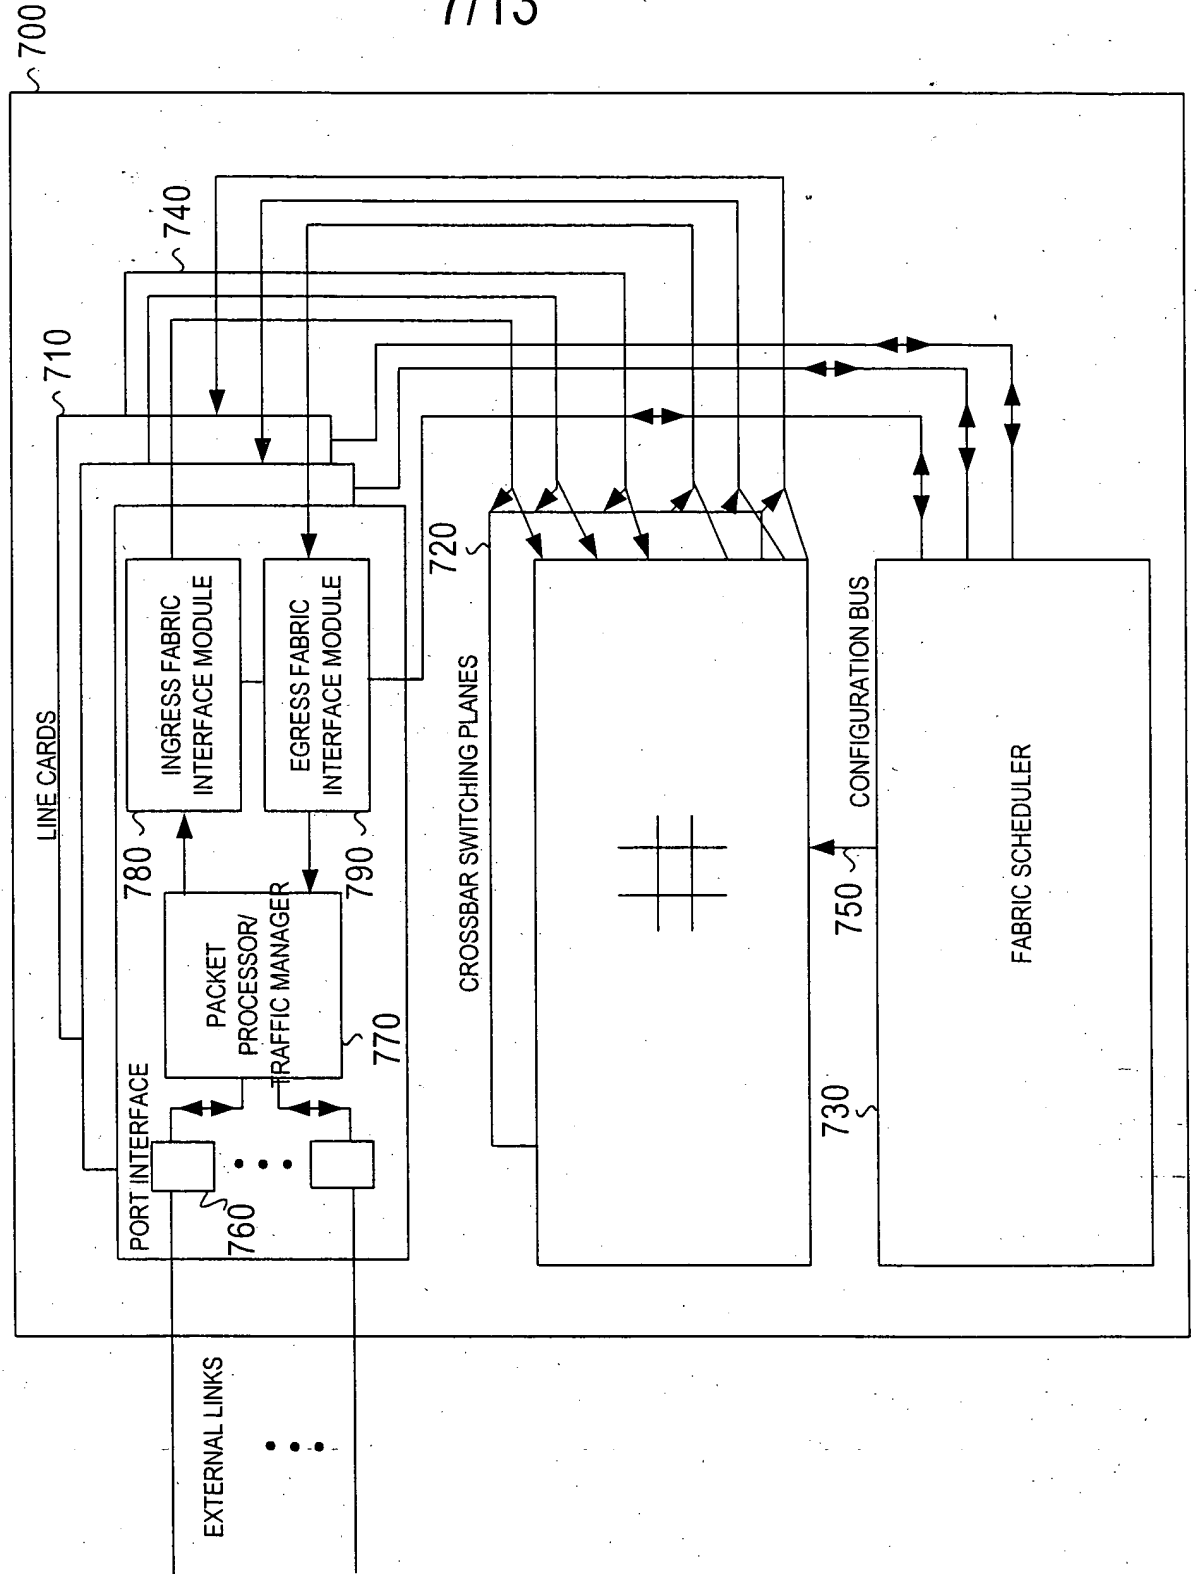 7/13
700
710
740
LINE CARDS
INGRESS FABRIC
INTERFACE MODULE
EGRESS FABRIC
INTERFACE MODULE
780
790
PACKET
PROCESSOR/
TRAFFIC MANAGER
770
PORT INTERFACE
760
EXTERNAL LINKS
720
CROSSBAR SWITCHING PLANES
CONFIGURATION BUS
750
730
FABRIC SCHEDULER